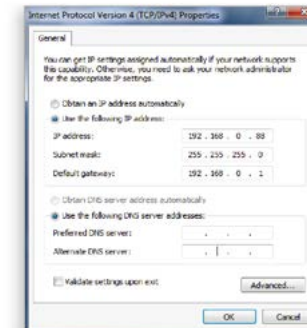 Internet Protocol Version 4 (TCP/IPv4) Properties
General
You can get IP settings assigned automatically if your network supports
this capability. Otherwise, you need to ask your network administrator
for the appropriate IP settings.
Obtain an IP address automatically
Use the following IP address:
IP address: 192 . 168 . 0 . 88
Subnet mask: 255 . 255 . 255 . 0
Default gateway: 192 . 168 . 0 . 1
Obtain DNS server address automatically
Use the following DNS server addresses:
Preferred DNS server: . . .
Alternate DNS server: . . .
Validate settings upon exit
Advanced...
OK Cancel